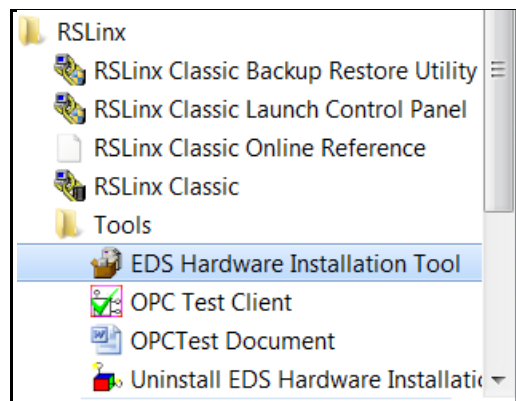 RSLinx
RSLinx Classic Backup Restore Utility
RSLinx Classic Launch Control Panel
RSLinx Classic Online Reference
RSLinx Classic
Tools
EDS Hardware Installation Tool
OPC Test Client
OPCTest Document
Uninstall EDS Hardware Installati